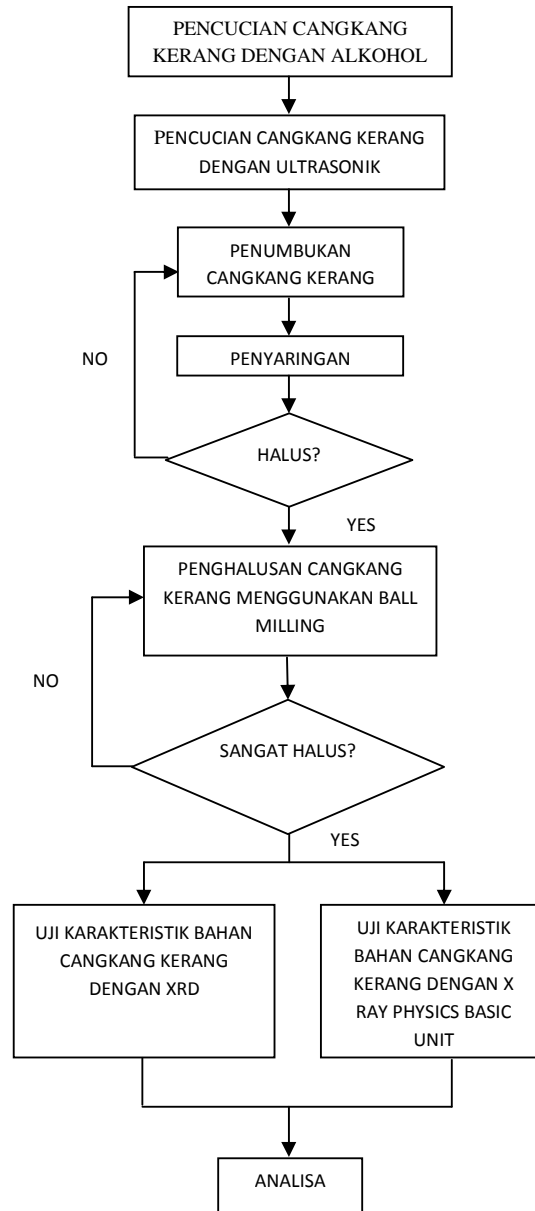 PENCUCIAN CANGKANG
KERANG DENGAN ALKOHOL
PENCUCIAN CANGKANG KERANG
DENGAN ULTRASONIK
PENUMBUKAN
CANGKANG KERANG
NO
PENYARINGAN
HALUS?
YES
PENGHALUSAN CANGKANG
KERANG MENGGUNAKAN BALL
MILLING
NO
SANGAT HALUS?
YES
UJI KARAKTERISTIK BAHAN
CANGKANG KERANG
DENGAN XRD
UJI KARAKTERISTIK
BAHAN CANGKANG
KERANG DENGAN X
RAY PHYSICS BASIC
UNIT
ANALISA